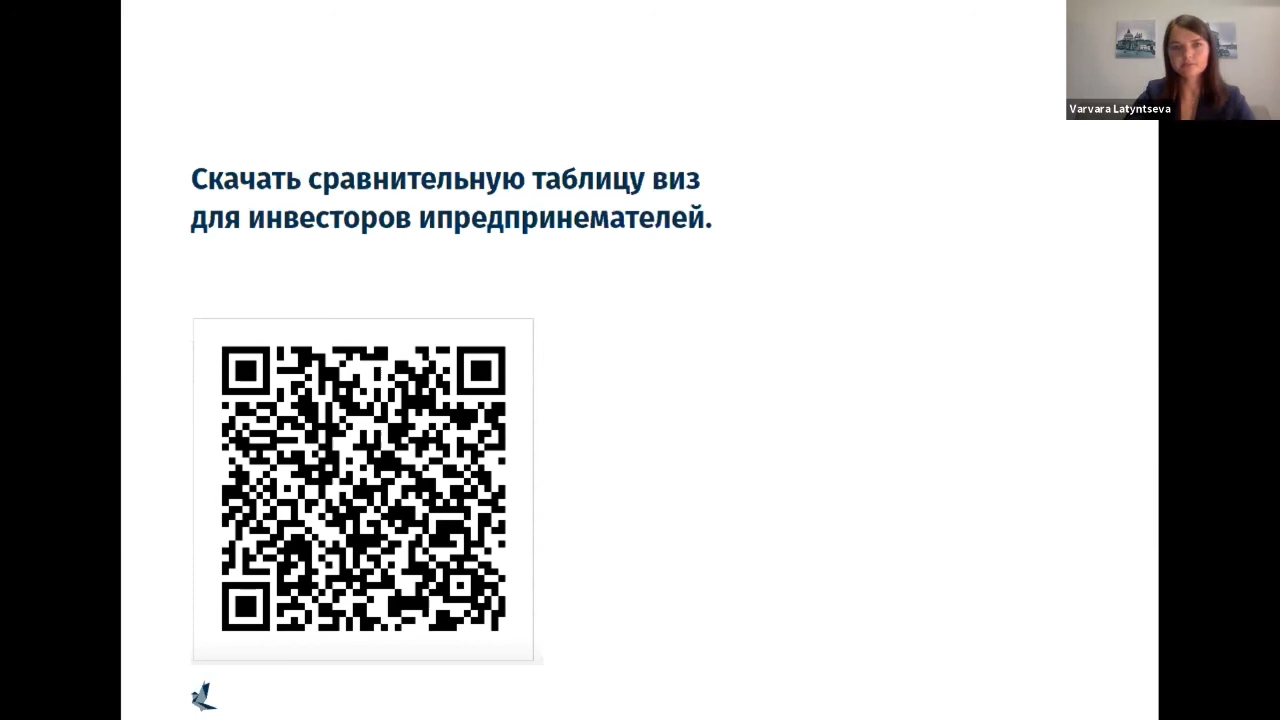 Varvara Latyntseva
Скачать сравнительную таблицу виз
для инвесторов ипредпринемателей.